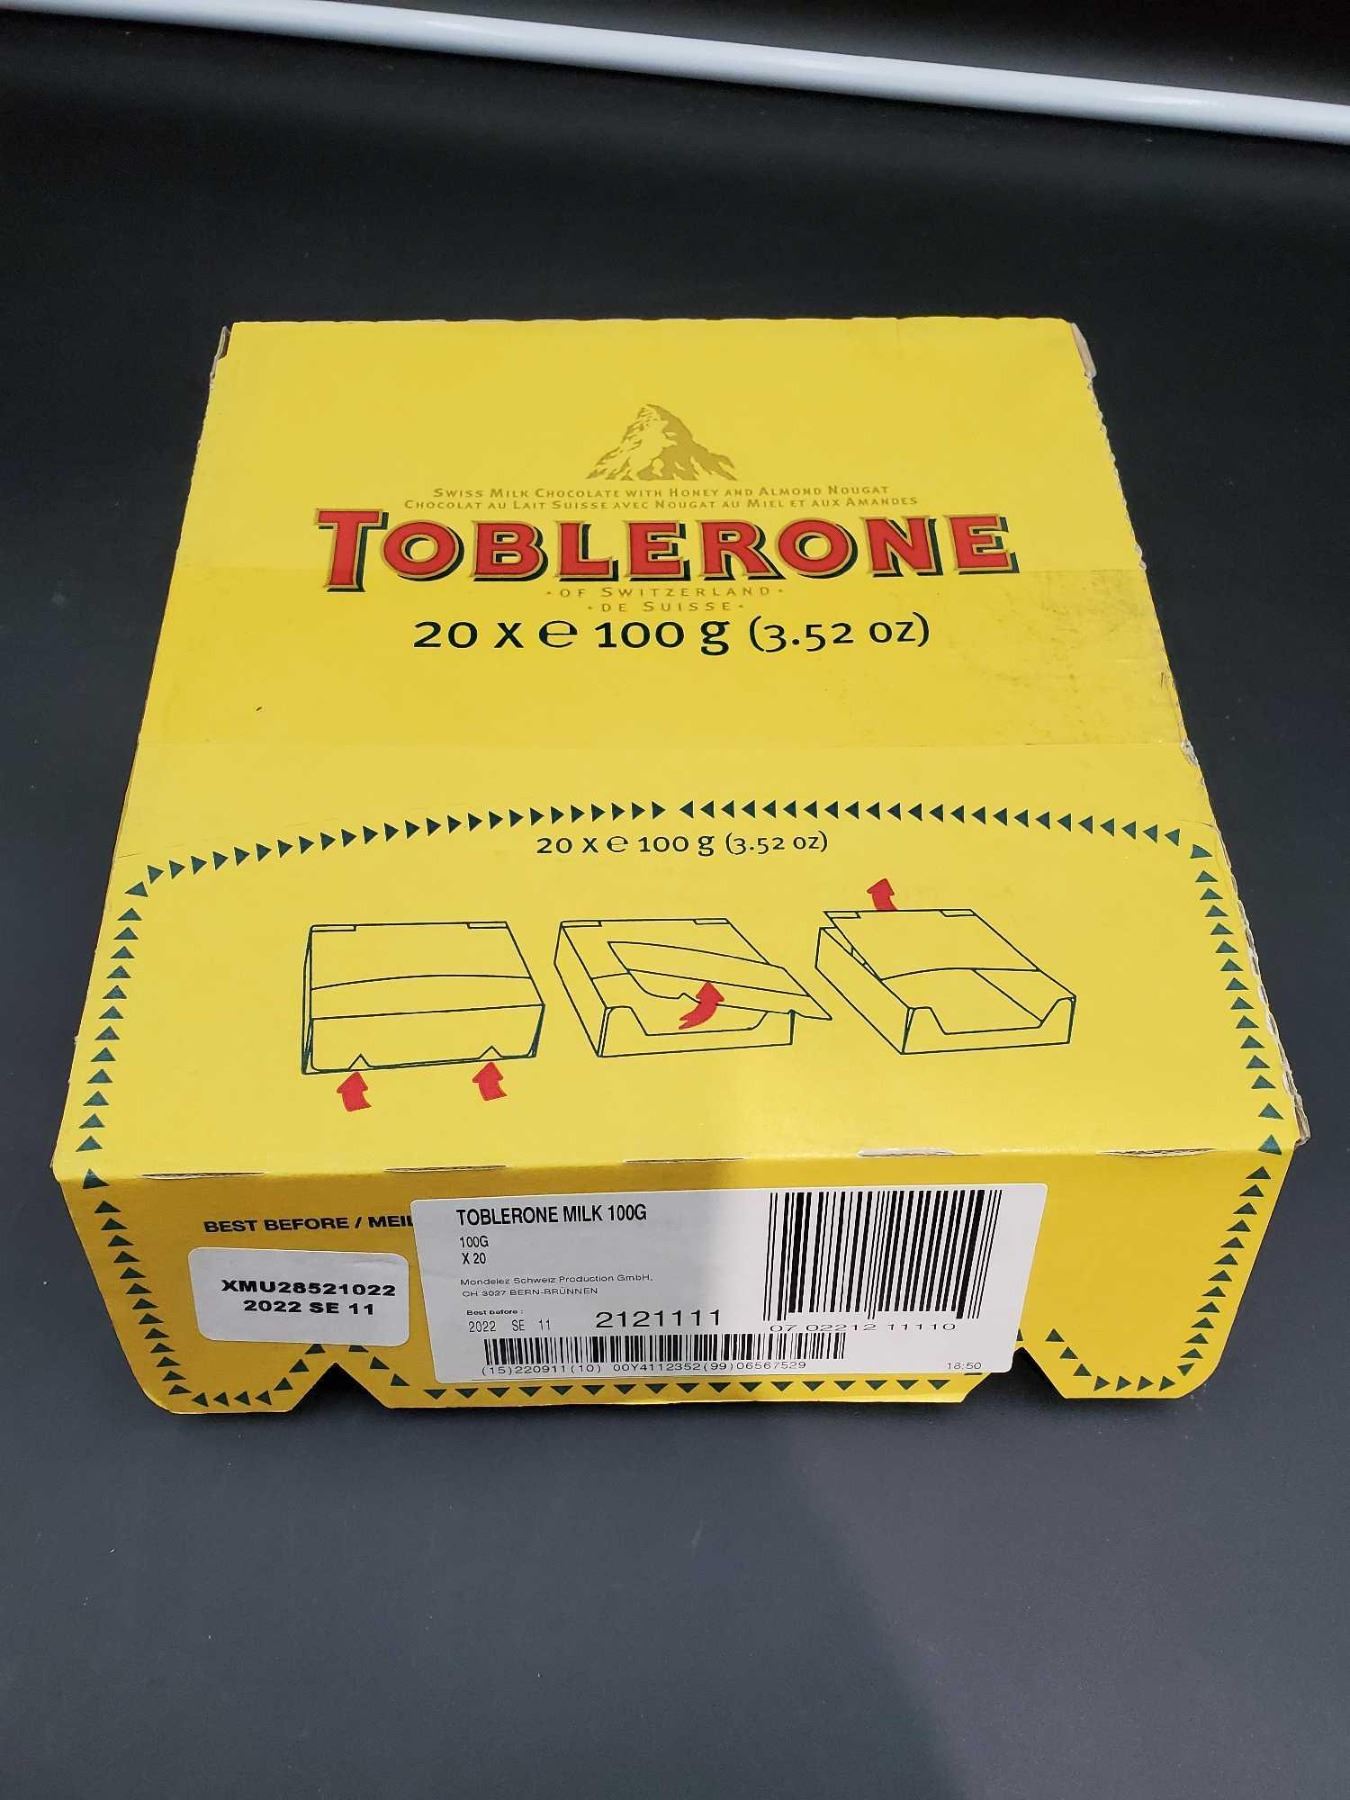 SWISS MILK CHOCOLATE WITH HONEY AND ALMOND NOUGAT
CHOCOLAT AU LAIT SUISSE AVEC NOUGAT AU MIEL ET AUX AMANDES
TOBLERONE
· OF SWITZERLAND ·
· DE SUISSE ·
20 x e 100 g (3.52 oz)
20 x e 100 g (3.52 oz)
BEST BEFORE / MEIL
XMU28521022
2022 SE 11
TOBLERONE MILK 100G
100G
X 20
Mondelez Schweiz Production GmbH,
CH 3027 BERN-BRÜNNEN
Best before :
2022 SE 11 2121111
07 02212 11110
(15)220911(10) 00Y4112352(99)06567529
18:50